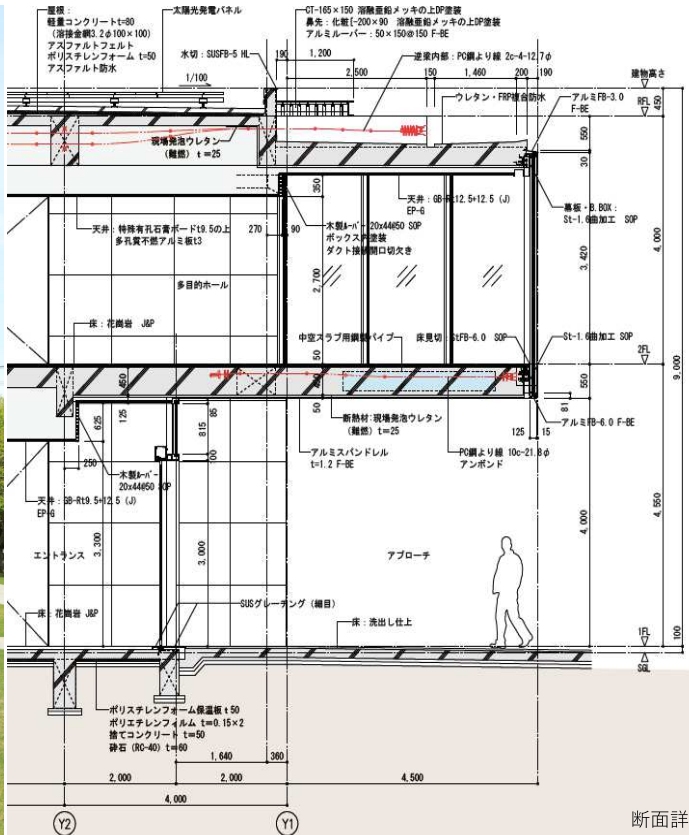 屋根：
軽量コンクリートt=80
(溶接金網3.2φ100×100)
アスファルトフェルト
ポリスチレンフォーム t=50
アスファルト防水
太陽光発電パネル
水切：SUSFB-5 HL
1/100
CT-165×150 溶融亜鉛メッキの上DP塗装
鼻先：化粧[-200×90 溶融亜鉛メッキの上DP塗装
アルミルーバー：50×150@150 F-BE
190
1,200
逆梁内部：PC鋼より線 2c-4-12.7φ
2,500
150
1,460
200
190
建物高さ
RFL
450
ウレタン・FRP複合防水
アルミFB-3.0
F-BE
550
30
現場発泡ウレタン
(難燃) t=25
天井：特殊有孔石膏ボードt9.5の上
多孔質不燃アルミ板t3
270
90
350
木製ルーバー 20x44@50 SOP
ボックス内塗装
ダクト接続開口切欠き
天井：GB-Rt12.5+12.5 (J)
EP-G
幕板・B.BOX：
St-1.6曲加工 SOP
4,000
3,420
多目的ホール
2,700
床：花崗岩 J&P
中空スラブ用鋼製パイプ
床見切：StFB-6.0 SOP
St-1.6曲加工 SOP
50
2FL
9,000
450
125
625
85
815
100
50
550
81
断熱材：現場発泡ウレタン
(難燃) t=25
125
15
アルミFB-6.0 F-BE
250
木製ルーバー
20x44@50 SOP
アルミスパンドレル
t=1.2 F-BE
PC鋼より線 10c-21.8φ
アンボンド
天井：GB-Rt9.5+12.5 (J)
EP-G
4,550
4,000
3,300
3,000
エントランス
アプローチ
床：花崗岩 J&P
SUSグレーチング (細目)
床：洗出し仕上
1FL
100
SGL
ポリスチレンフォーム保温板 t50
ポリエチレンフィルム t=0.15×2
捨てコンクリート t=50
砕石 (RC-40) t=60
1,640
360
2,000
2,000
4,500
4,000
Y2
Y1
断面詳